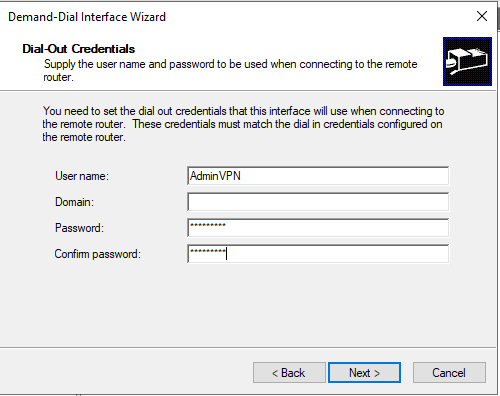 Demand-Dial Interface Wizard
Dial-Out Credentials
Supply the user name and password to be used when connecting to the remote
router.
You need to set the dial out credentials that this interface will use when connecting to
the remote router.  These credentials must match the dial in credentials configured on
the remote router.
User name: AdminVPN
Domain:
Password: *********
Confirm password: *********
< Back Next > Cancel